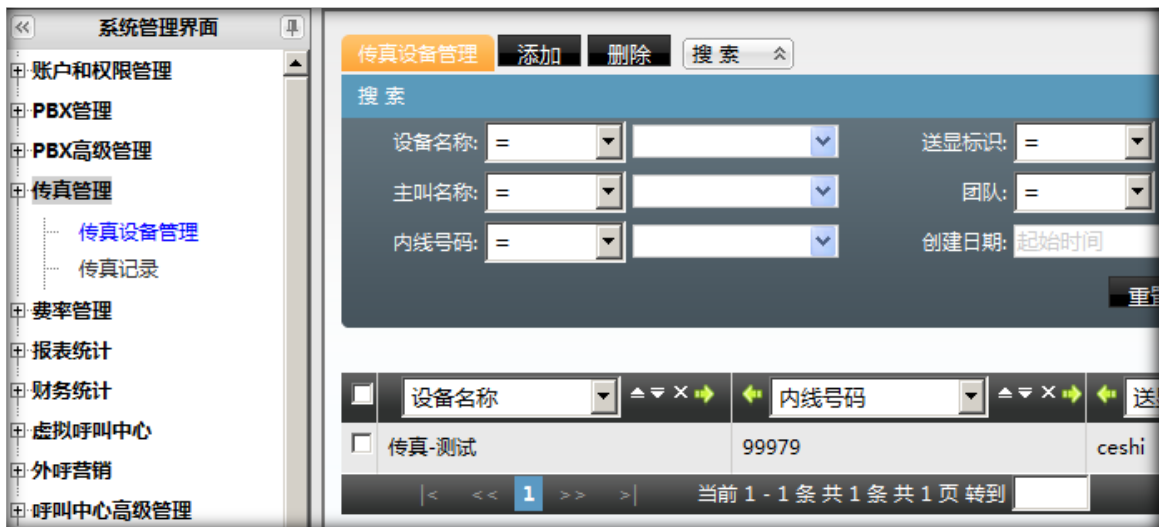 系统管理界面
账户和权限管理
PBX管理
PBX高级管理
传真管理
传真设备管理
传真记录
费率管理
报表统计
财务统计
虚拟呼叫中心
外呼营销
呼叫中心高级管理
传真设备管理 添加 删除 搜 索
搜 索
设备名称: = 送显标识: =
主叫名称: = 团队: =
内线号码: = 创建日期: 起始时间
重置
设备名称 内线号码 送显
传真-测试 99979 ceshi
|< << 1 >> >| 当前 1 - 1 条 共 1 条 共 1 页 转到